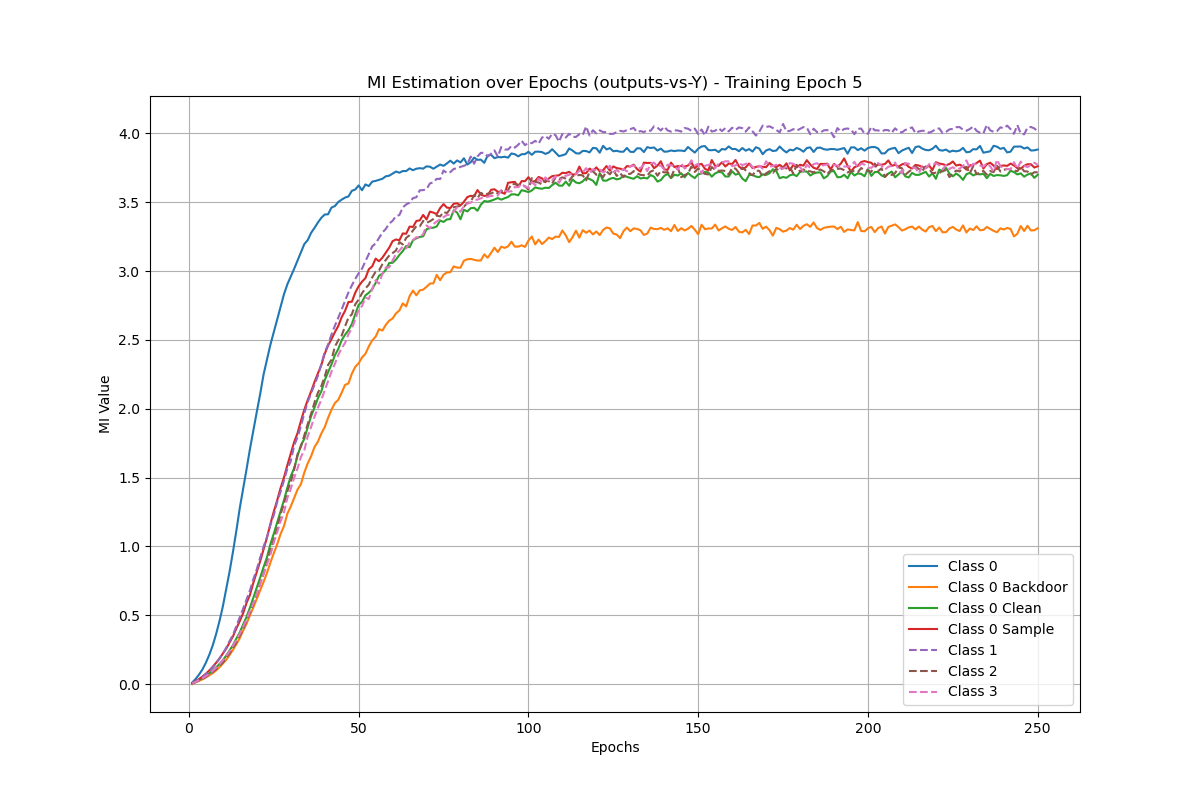 MI Estimation over Epochs (outputs-vs-Y) - Training Epoch 5
MI Value
4.0
3.5
3.0
2.5
2.0
1.5
1.0
0.5
0.0
0
50
100
150
200
250
Epochs
Class 0
Class 0 Backdoor
Class 0 Clean
Class 0 Sample
Class 1
Class 2
Class 3